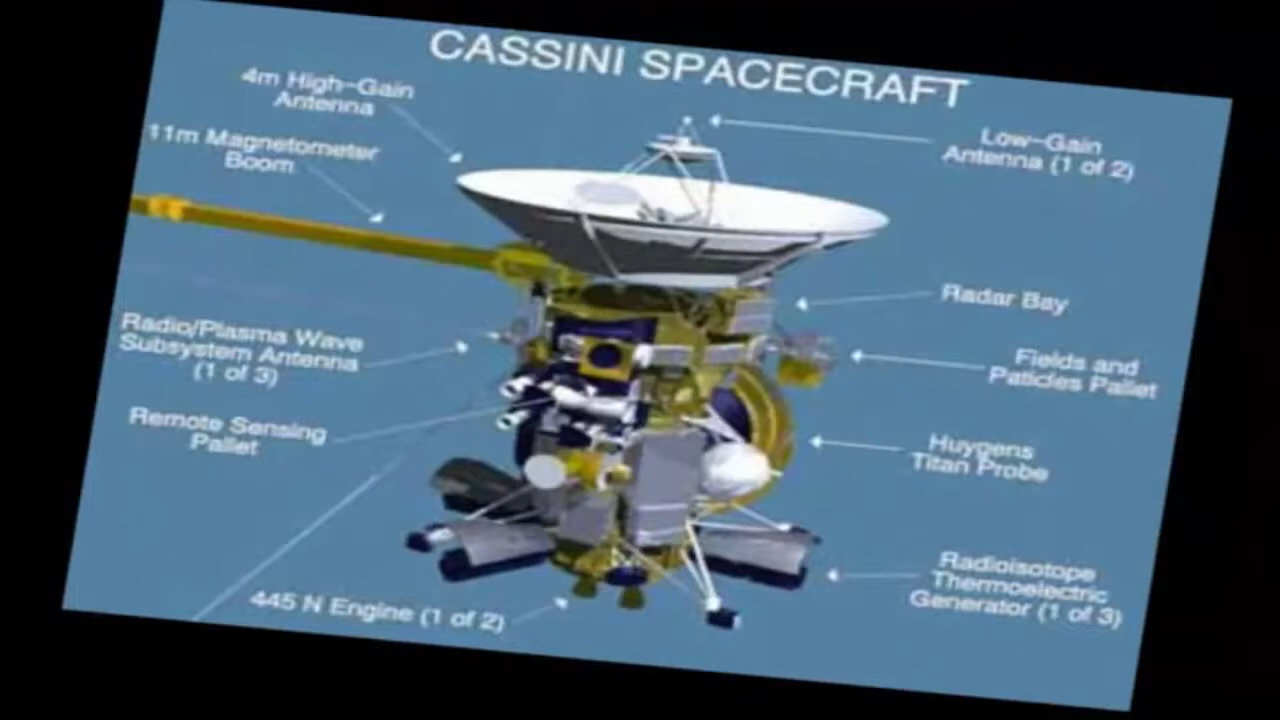 CASSINI SPACECRAFT
4m High-Gain
Antenna
11m Magnetometer
Boom
Low-Gain
Antenna (1 of 2)
Radar Bay
Radio/Plasma Wave
Subsystem Antenna
(1 of 3)
Fields and
Paticles Pallet
Remote Sensing
Pallet
Huygens
Titan Probe
Radioisotope
Thermoelectric
Generator (1 of 3)
445 N Engine (1 of 2)